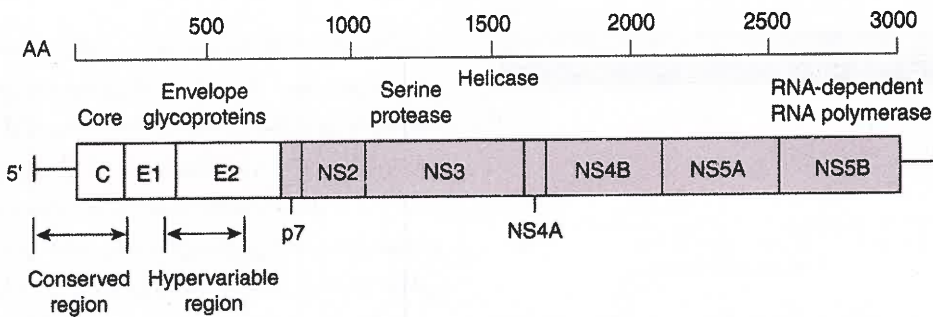 AA 500 1000 1500 2000 2500 3000
Helicase
Envelope Serine RNA-dependent
Core glycoproteins protease RNA polymerase
5' C E1 E2 NS2 NS3 NS4B NS5A NS5B
p7 NS4A
Conserved Hypervariable
region region